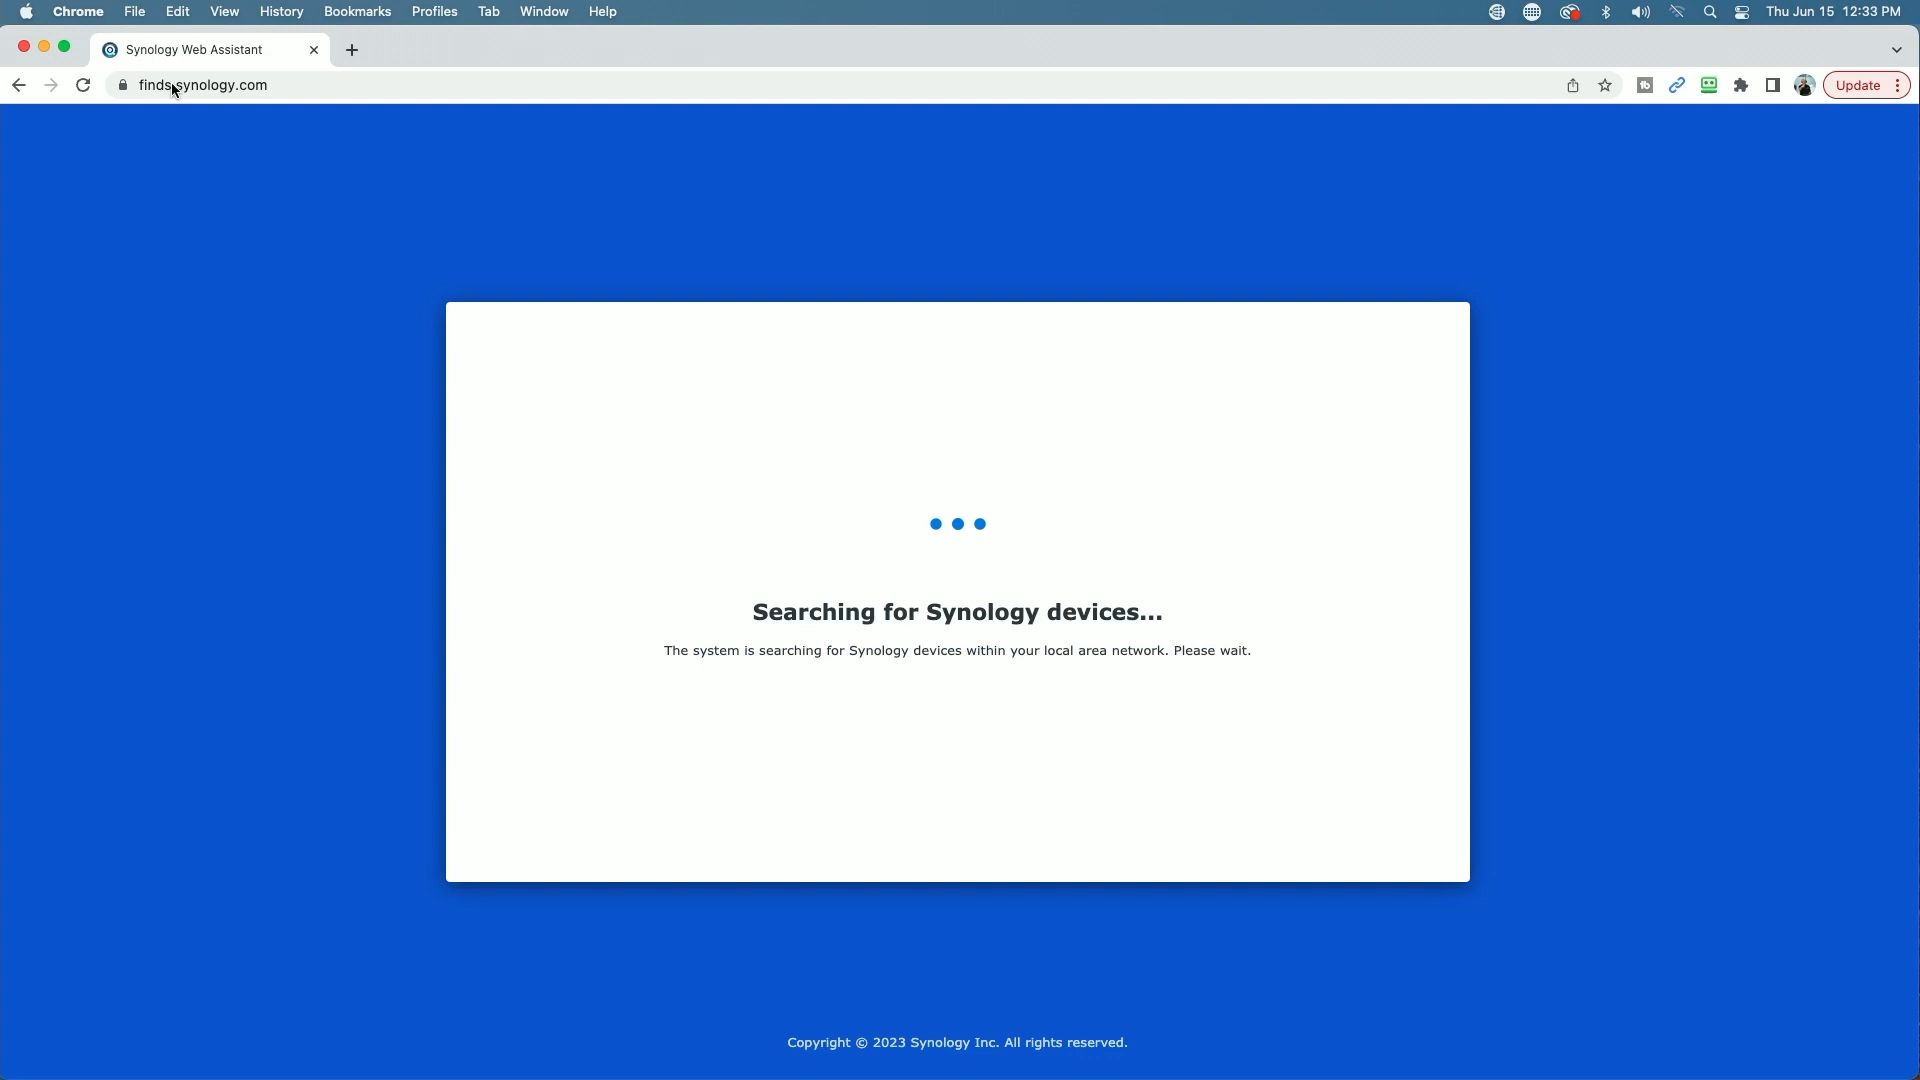 Chrome File Edit View History Bookmarks Profiles Tab Window Help Thu Jun 15 12:33 PM
Synology Web Assistant
finds.synology.com Update
Searching for Synology devices...
The system is searching for Synology devices within your local area network. Please wait.
Copyright © 2023 Synology Inc. All rights reserved.